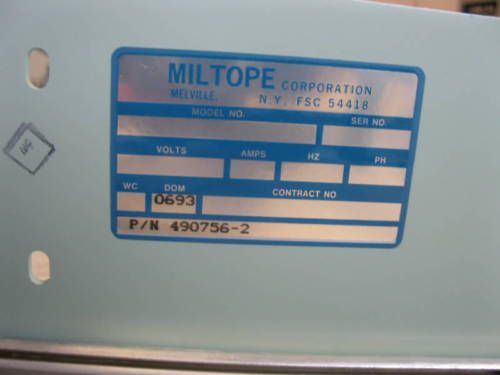 MILTOPE CORPORATION
MELVILLE. N.Y. FSC 54418
MODEL NO. SER NO.
VOLTS AMPS HZ PH
WC DOM CONTRACT NO
0693
P/N 490756-2